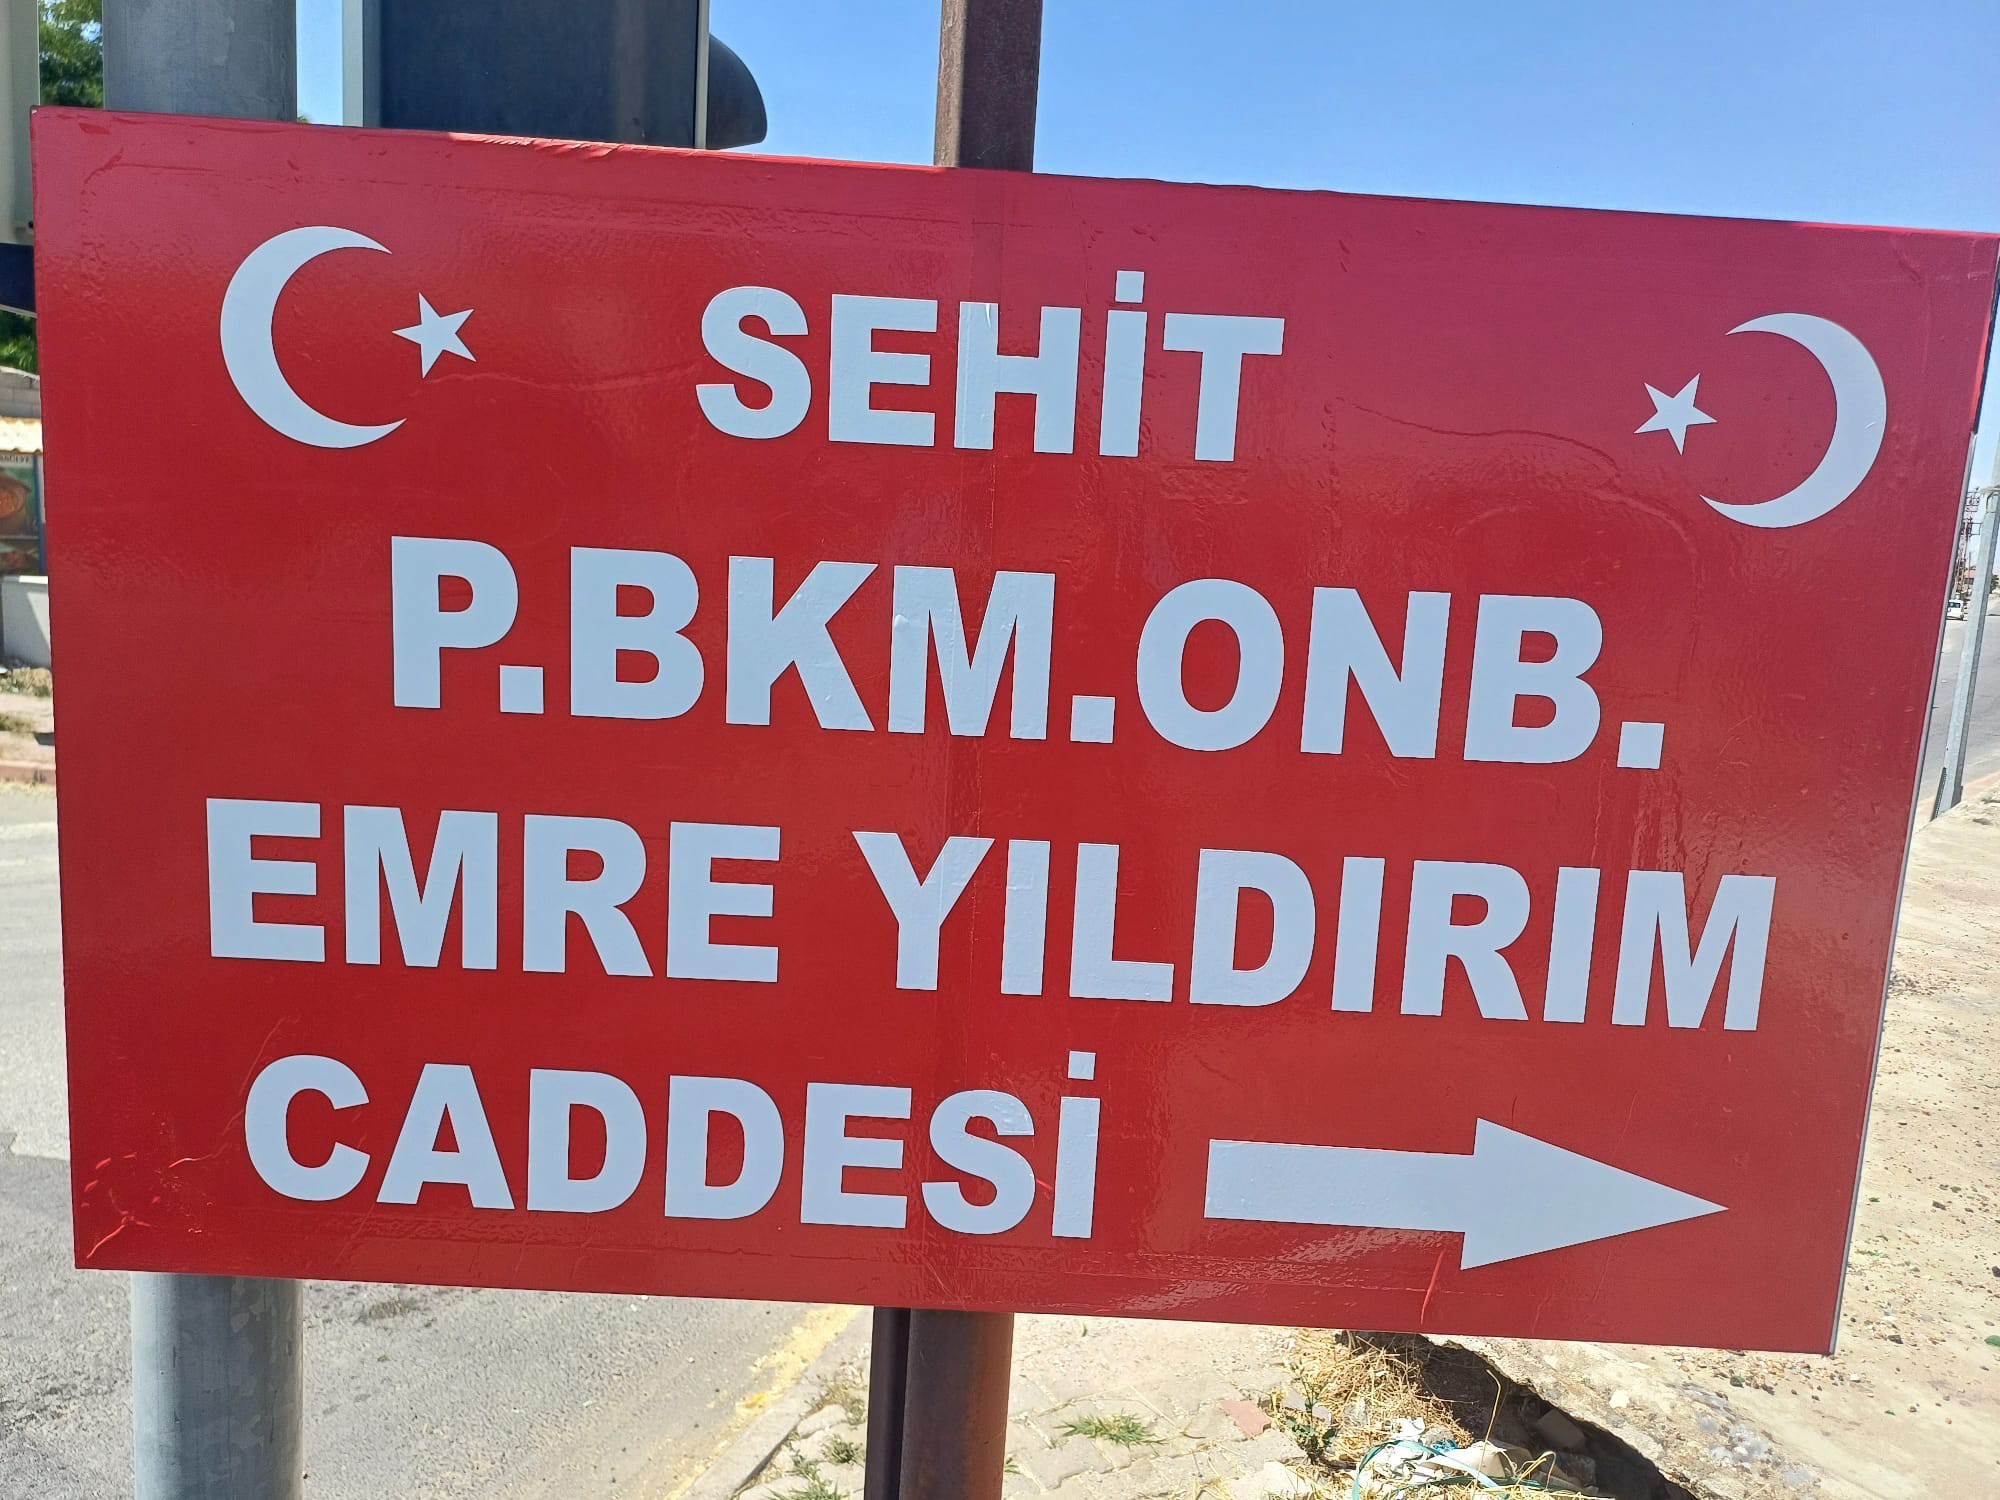 SEHİT
P.BKM.ONB.
EMRE YILDIRIM
CADDESİ